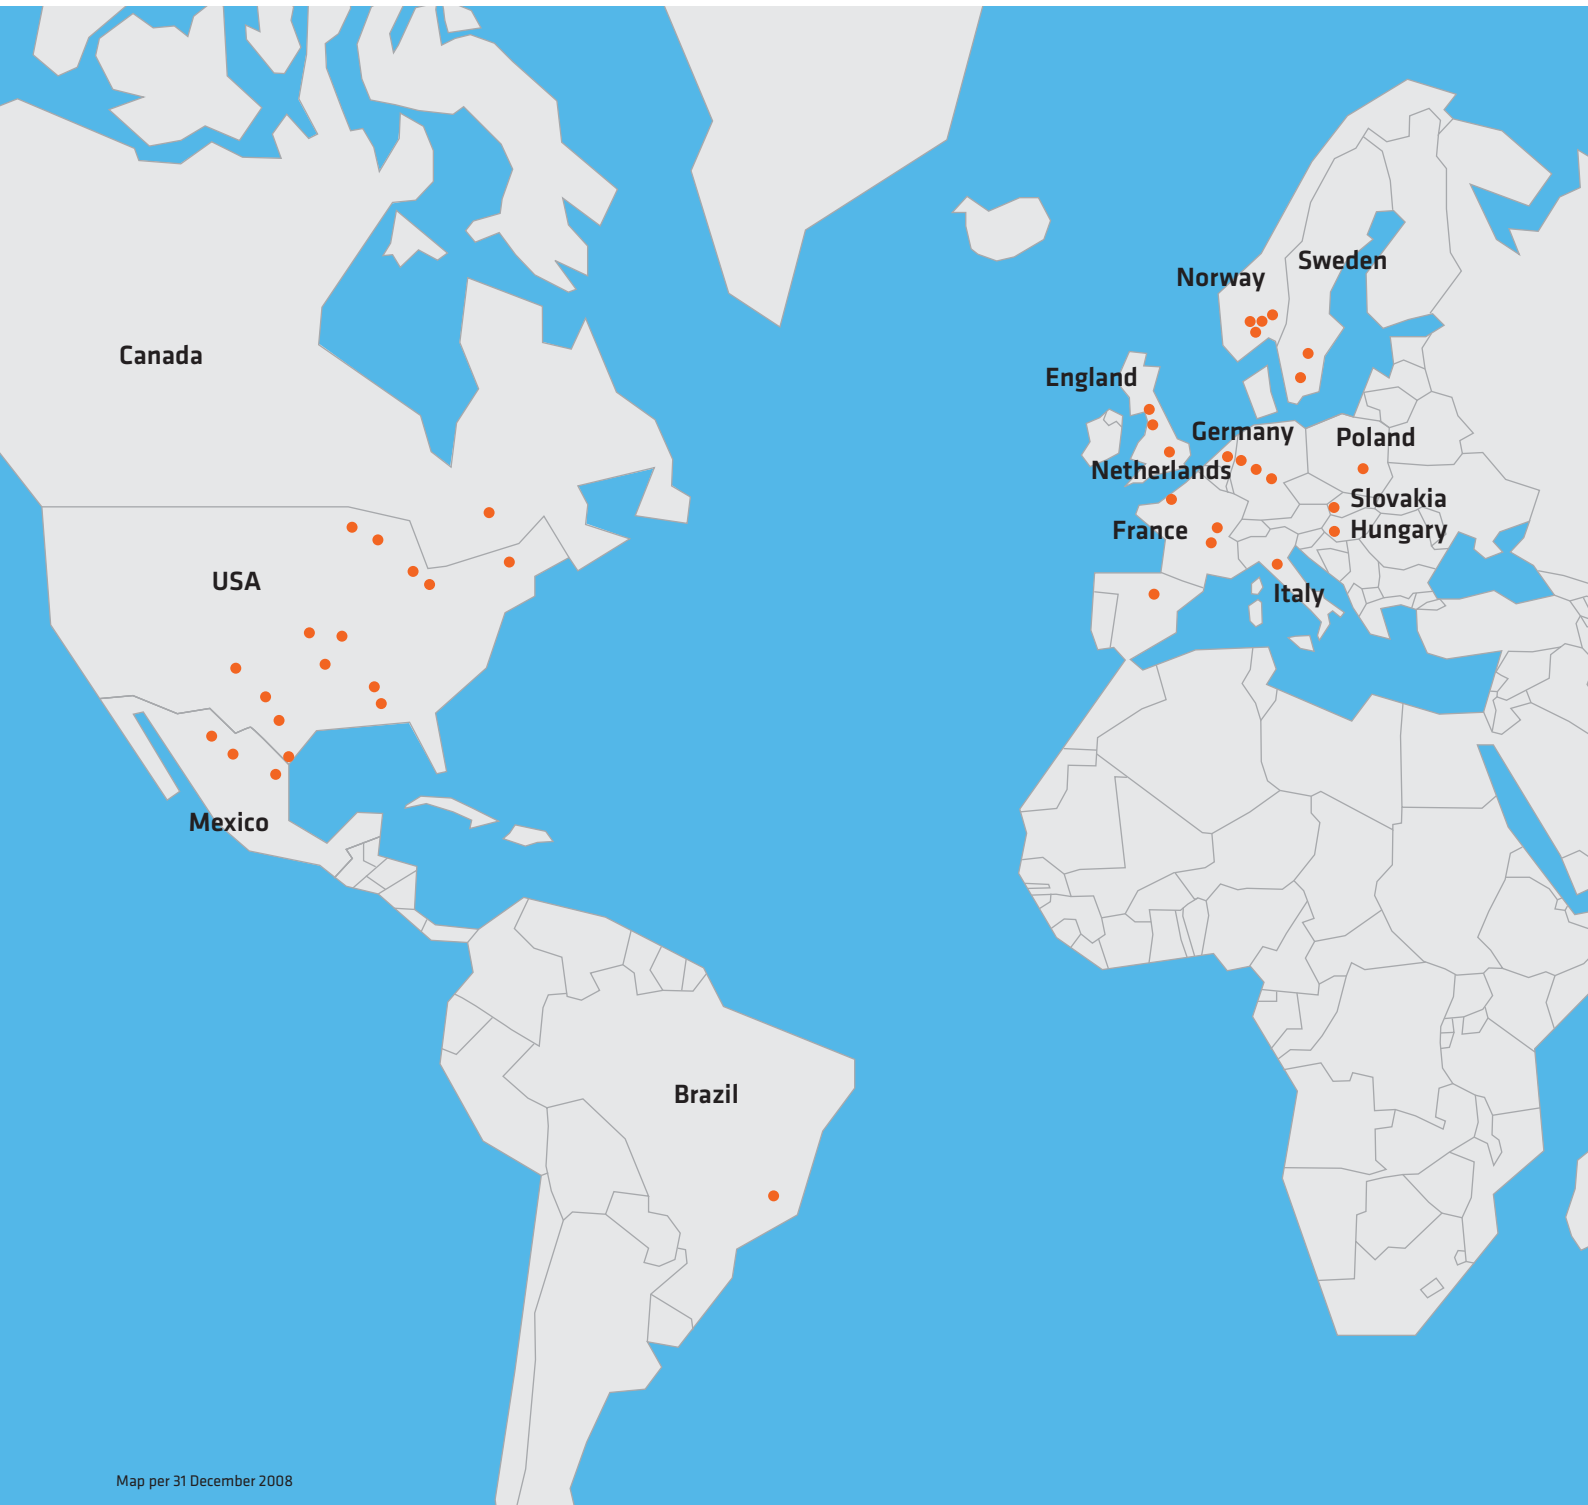 Sweden
Norway
Canada
England
Germany
Poland
Netherlands
Slovakia
France
Hungary
USA
Italy
Mexico
Brazil
Map per 31 December 2008